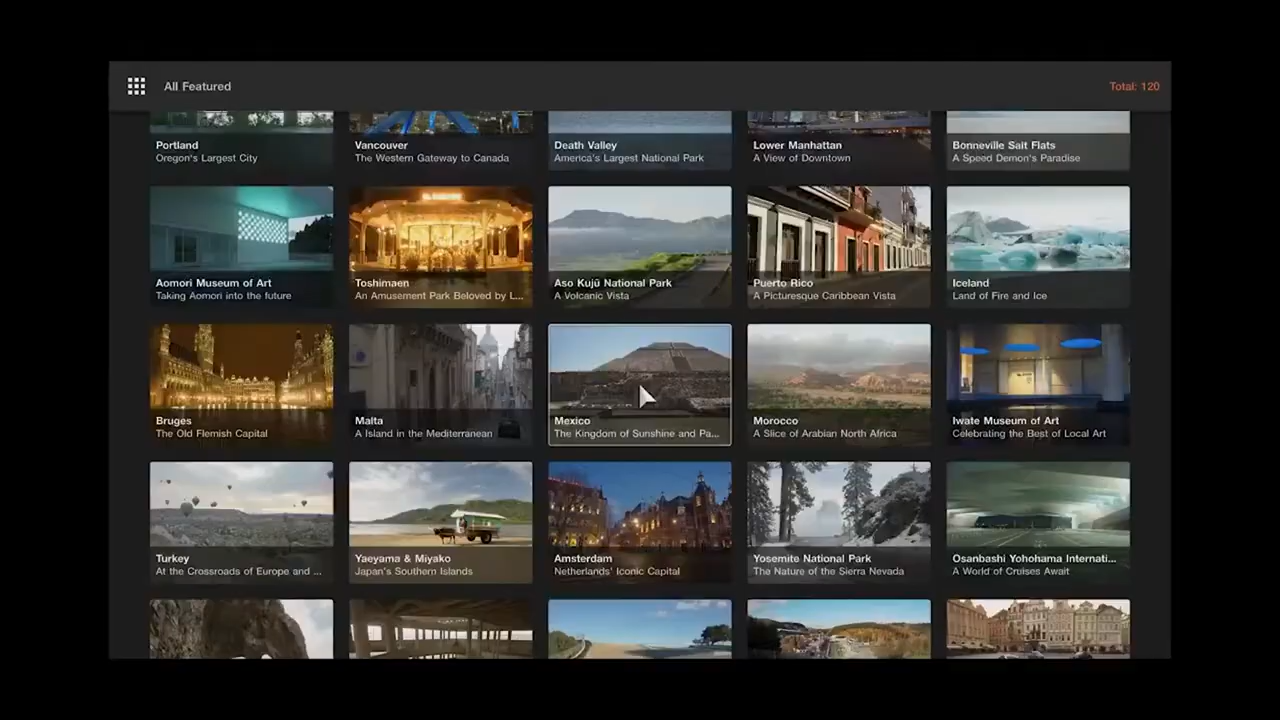 All Featured
Total: 120
Portland
Oregon's Largest City
Vancouver
The Western Gateway to Canada
Death Valley
America's Largest National Park
Lower Manhattan
A View of Downtown
Bonneville Salt Flats
A Speed Demon's Paradise
Aomori Museum of Art
Taking Aomori into the future
Toshimaen
An Amusement Park Beloved by L...
Aso Kujū National Park
A Volcanic Vista
Puerto Rico
A Picturesque Caribbean Vista
Iceland
Land of Fire and Ice
Bruges
The Old Flemish Capital
Malta
A Island in the Mediterranean
Mexico
The Kingdom of Sunshine and Pa...
Morocco
A Slice of Arabian North Africa
Iwate Museum of Art
Celebrating the Best of Local Art
Turkey
At the Crossroads of Europe and ...
Yaeyama & Miyako
Japan's Southern Islands
Amsterdam
Netherlands' Iconic Capital
Yosemite National Park
The Nature of the Sierra Nevada
Osanbashi Yohohama Internati...
A World of Cruises Await